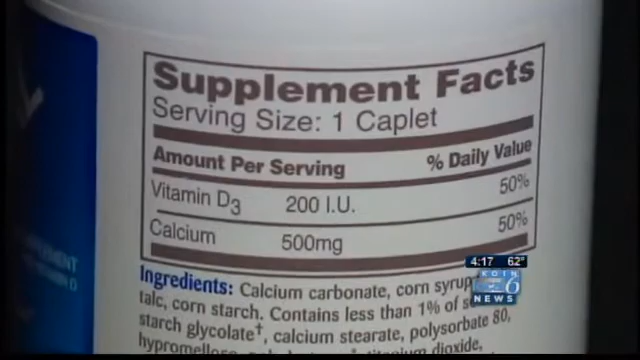 Supplement Facts
Serving Size: 1 Caplet
Amount Per Serving % Daily Value
Vitamin D3 200 I.U. 50%
Calcium 500mg 50%
Ingredients: Calcium carbonate, corn syrup
talc, corn starch. Contains less than 1% of
starch glycolate†, calcium stearate, polysorbate 80,
titanium dioxide,
4:17 62°
KOTN
6
NEWS